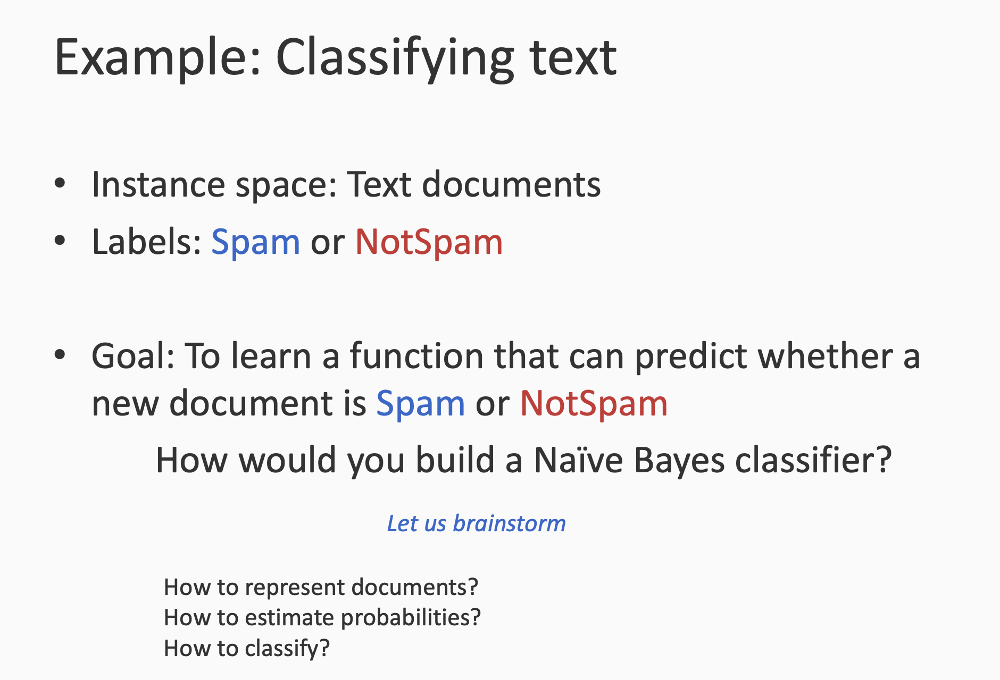 Example: Classifying text
• Instance space: Text documents
• Labels: Spam or NotSpam
• Goal: To learn a function that can predict whether a
new document is Spam or NotSpam
How would you build a Naïve Bayes classifier?
Let us brainstorm
How to represent documents?
How to estimate probabilities?
How to classify?